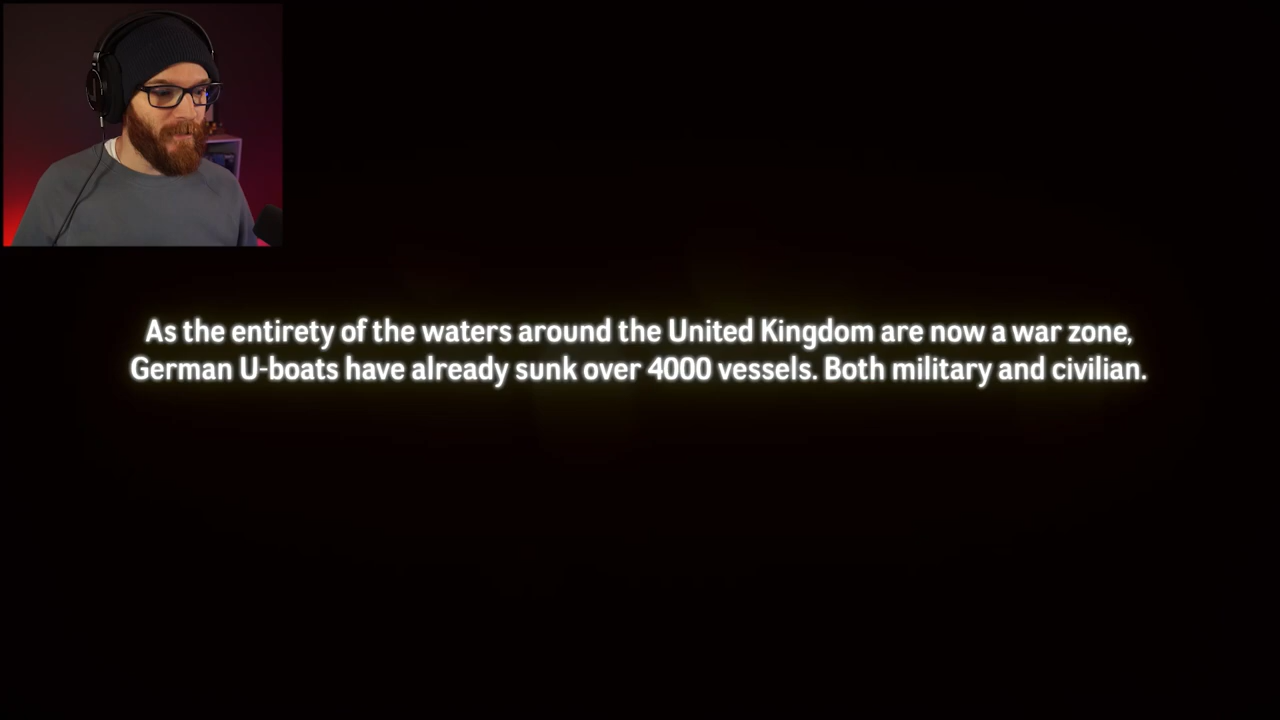 As the entirety of the waters around the United Kingdom are now a war zone,
German U-boats have already sunk over 4000 vessels. Both military and civilian.